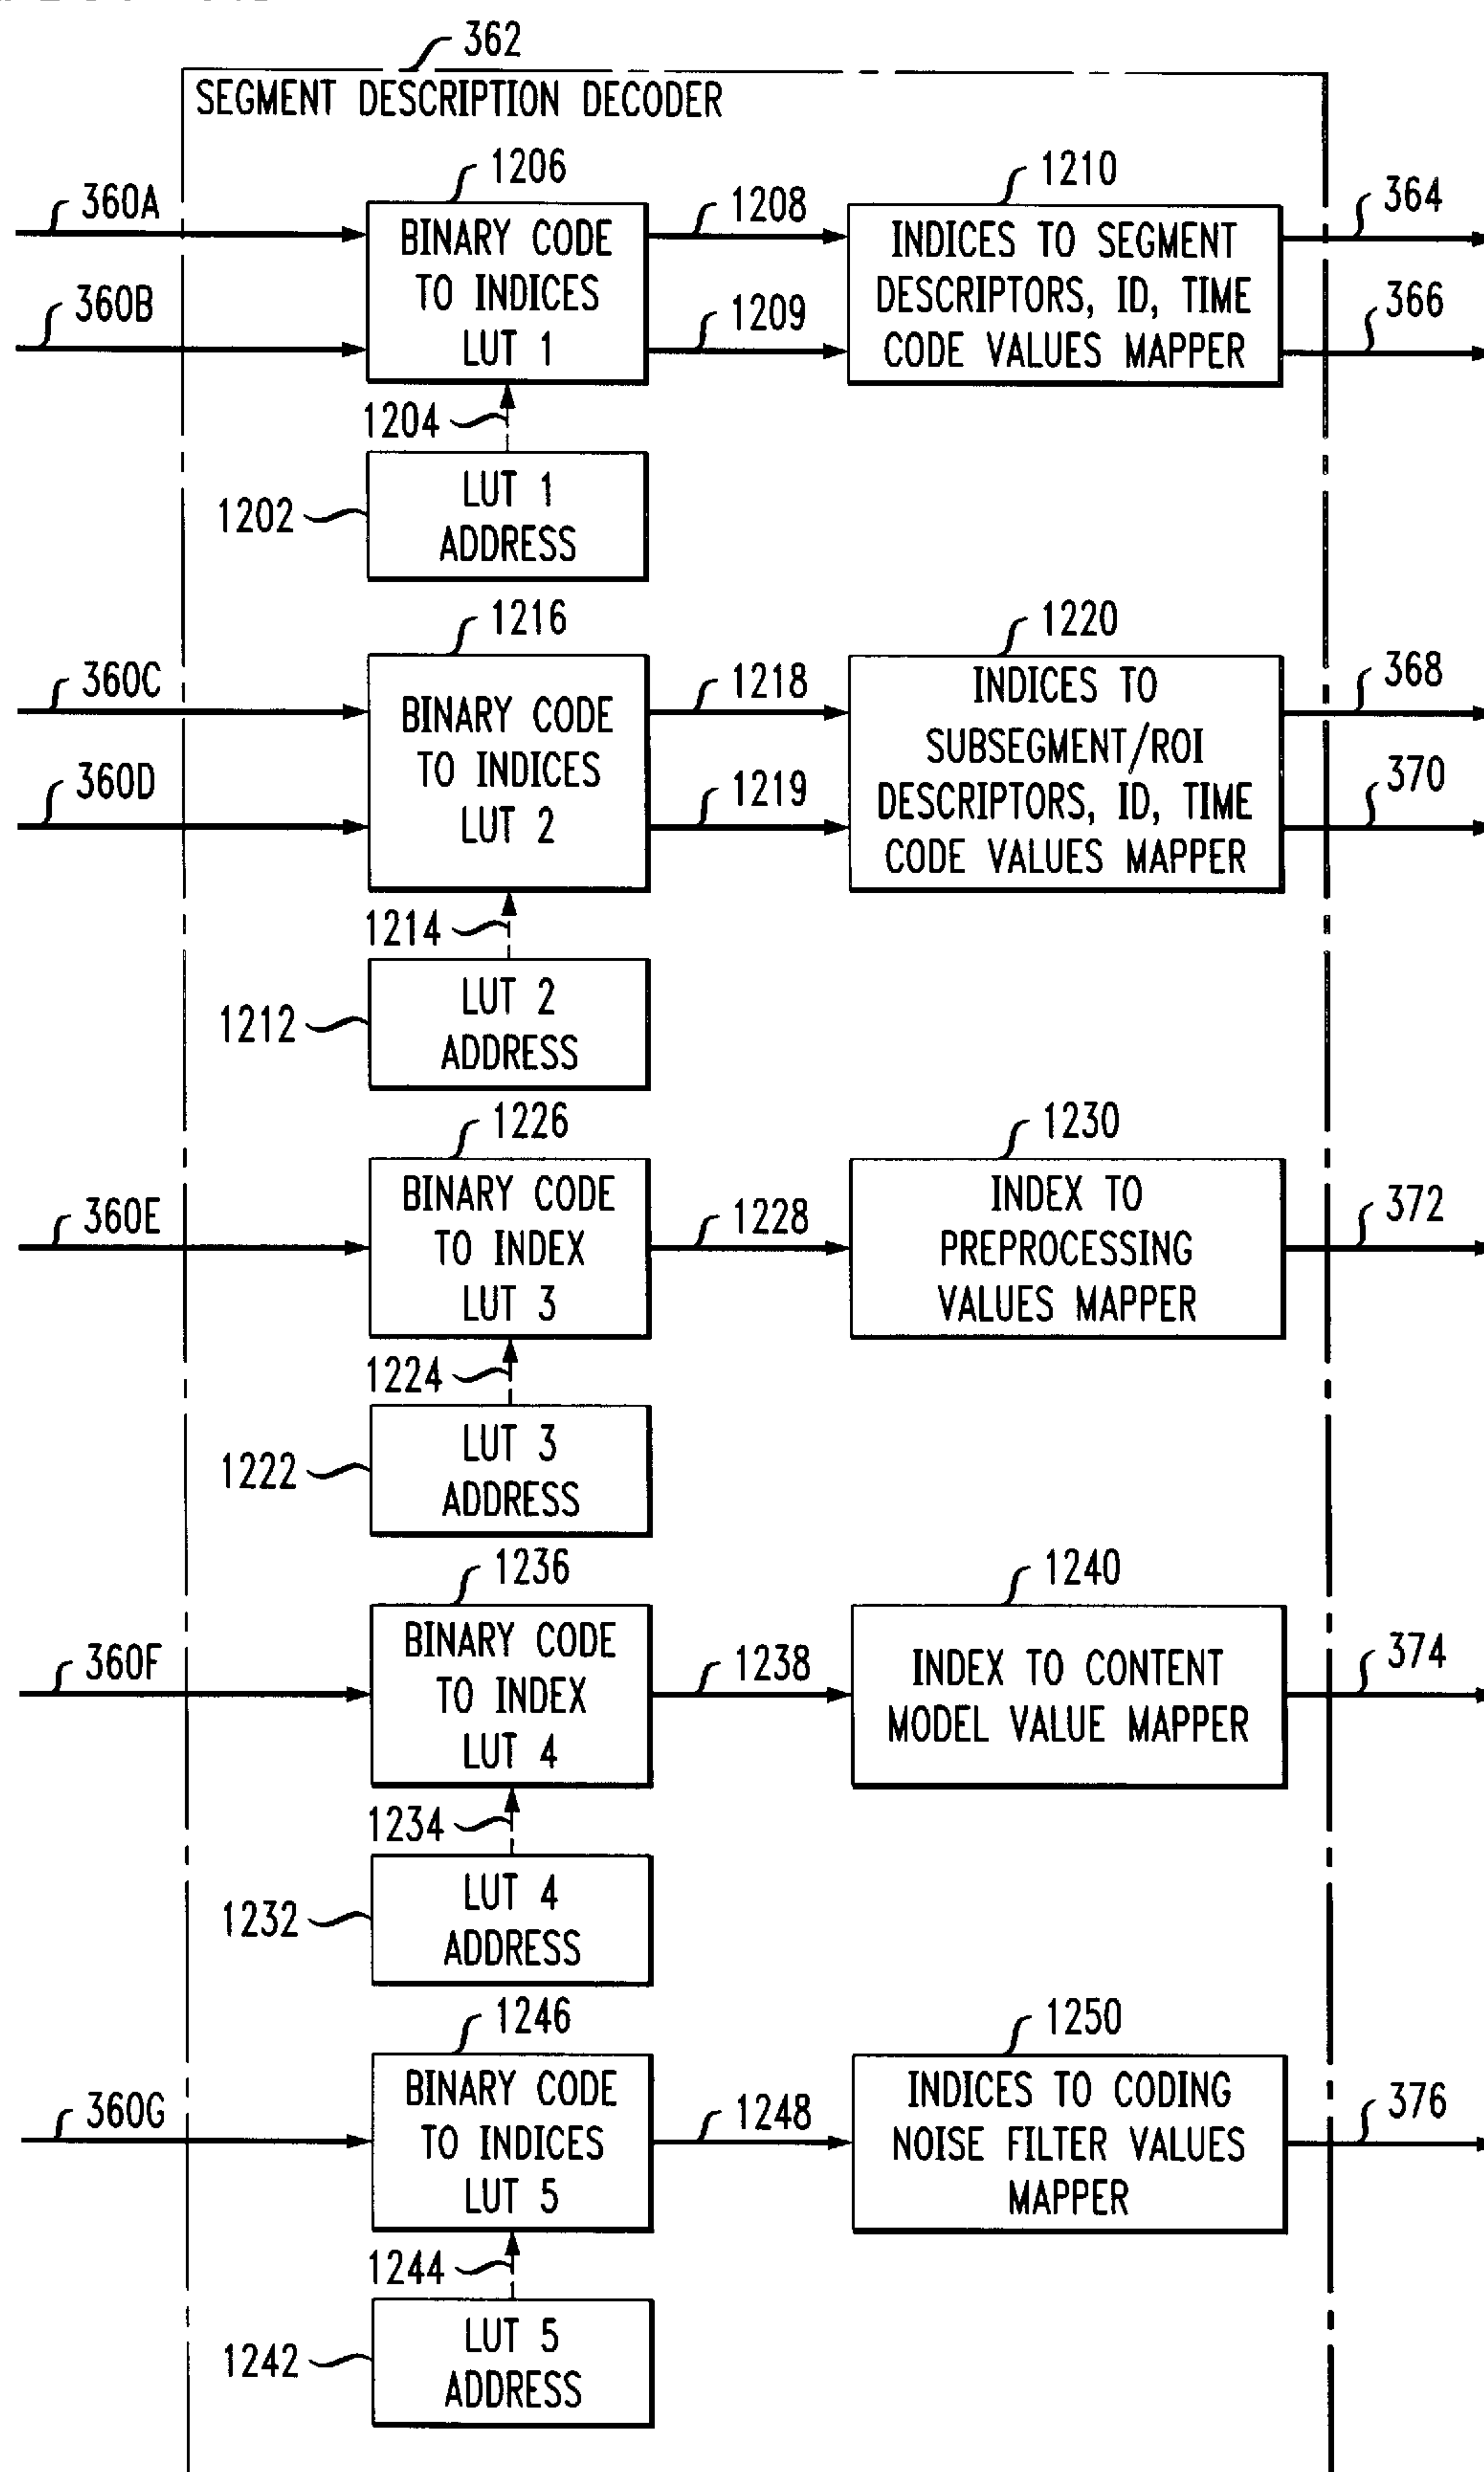 362
SEGMENT DESCRIPTION DECODER
1206
1210
360A
1208
364
BINARY CODE
TO INDICES
LUT 1
INDICES TO SEGMENT
DESCRIPTORS, ID, TIME
CODE VALUES MAPPER
360B
1209
366
1204
LUT 1
ADDRESS
1202
1216
1220
360C
1218
368
BINARY CODE
TO INDICES
LUT 2
INDICES TO
SUBSEGMENT/ROI
DESCRIPTORS, ID, TIME
CODE VALUES MAPPER
360D
1219
370
1214
LUT 2
ADDRESS
1212
1226
1230
360E
BINARY CODE
TO INDEX
LUT 3
1228
INDEX TO
PREPROCESSING
VALUES MAPPER
372
1224
LUT 3
ADDRESS
1222
1236
1240
360F
BINARY CODE
TO INDEX
LUT 4
1238
INDEX TO CONTENT
MODEL VALUE MAPPER
374
1234
LUT 4
ADDRESS
1232
1246
1250
360G
BINARY CODE
TO INDICES
LUT 5
1248
INDICES TO CODING
NOISE FILTER VALUES
MAPPER
376
1244
LUT 5
ADDRESS
1242